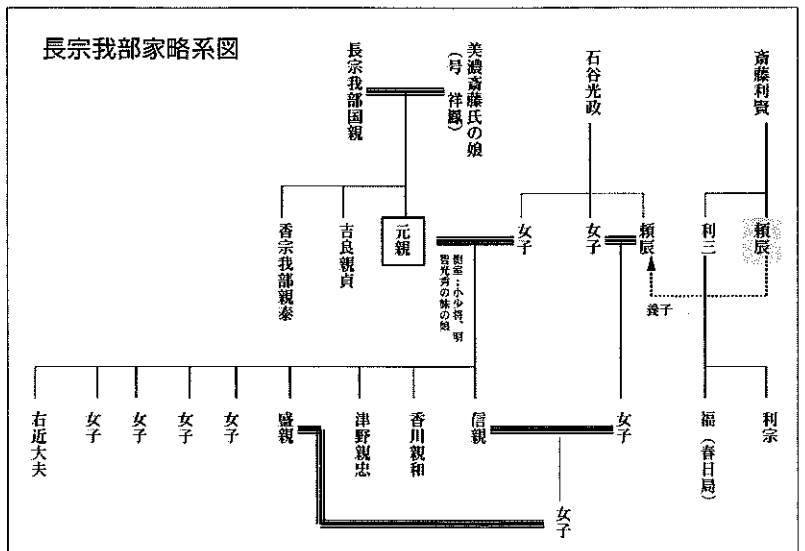 長宗我部家略系図
斎藤利賢
石谷光政
美濃斎藤氏の娘
(号 祥鳳)
長宗我部国親
頼辰
利三
頼辰
女子
女子
元親
吉良親貞
香宗我部親泰
養子
側室…小少将、明
智光秀の妹の娘
利宗
福(春日局)
女子
信親
香川親和
津野親忠
盛親
女子
女子
女子
女子
右近大夫
女子